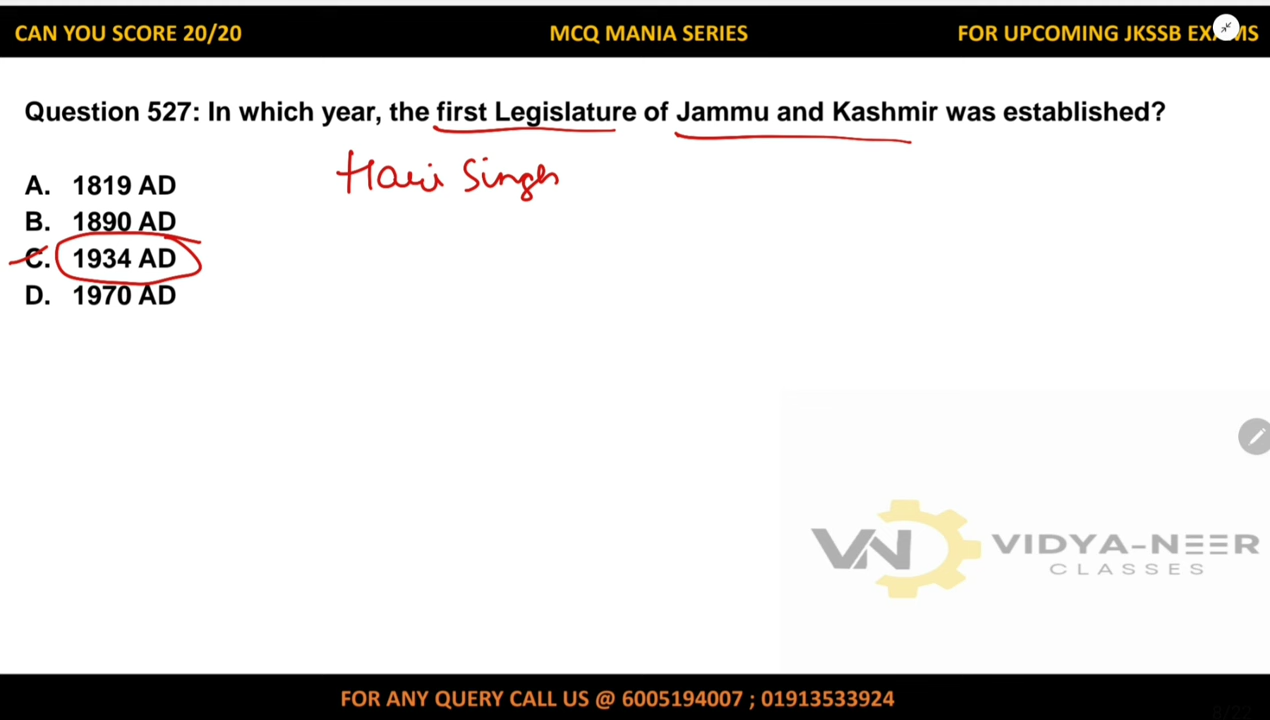 CAN YOU SCORE 20/20 MCQ MANIA SERIES FOR UPCOMING JKSSB EXAMS
Question 527: In which year, the first Legislature of Jammu and Kashmir was established?
Hari Singh
A. 1819 AD
B. 1890 AD
C. 1934 AD
D. 1970 AD
VND VIDYA-NEER
CLASSES
FOR ANY QUERY CALL US @ 6005194007 ; 01913533924